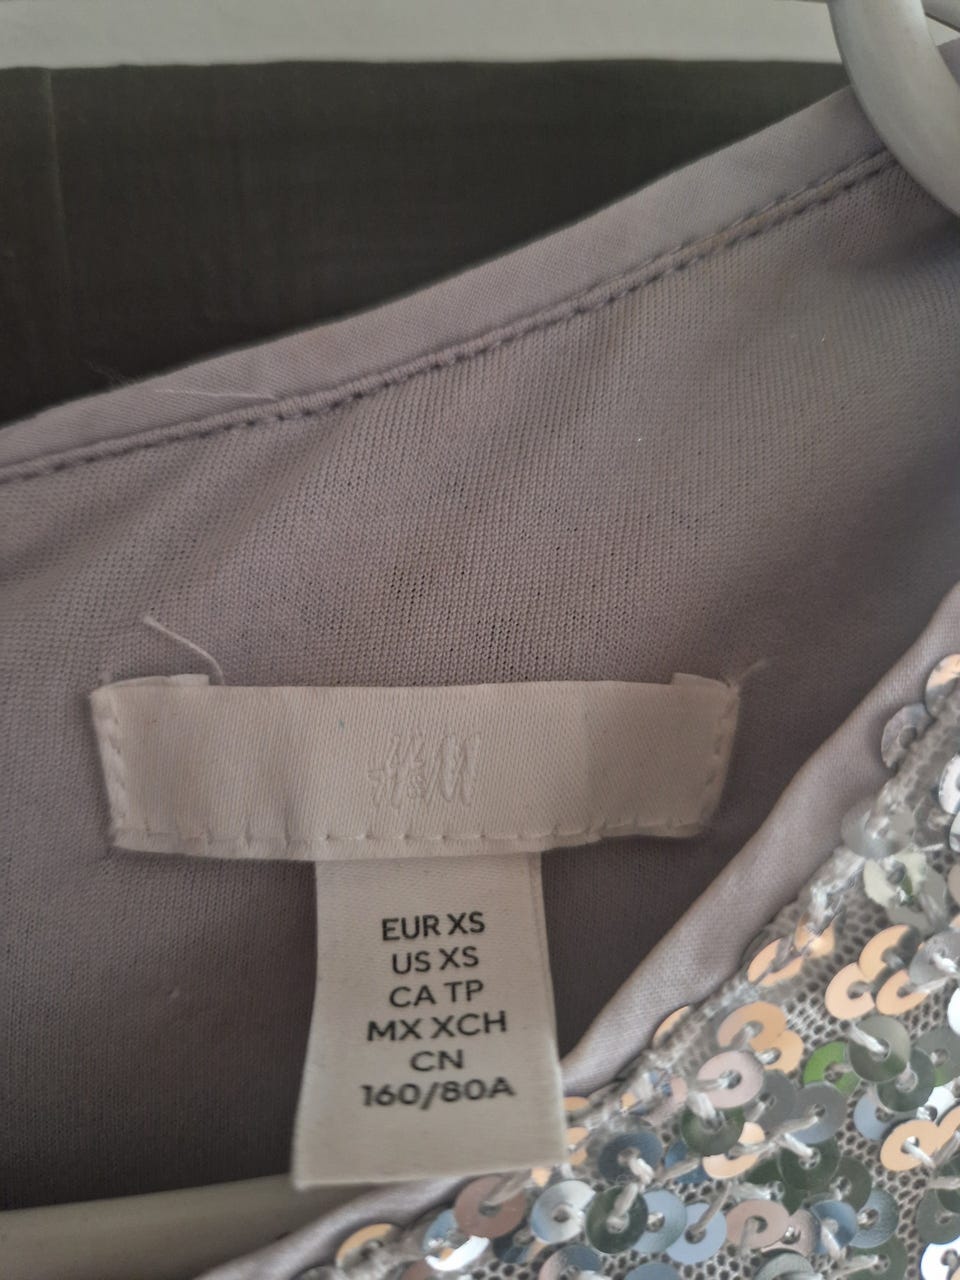 H&M
EUR XS
US XS
CA TP
MX XCH
CN
160/80A